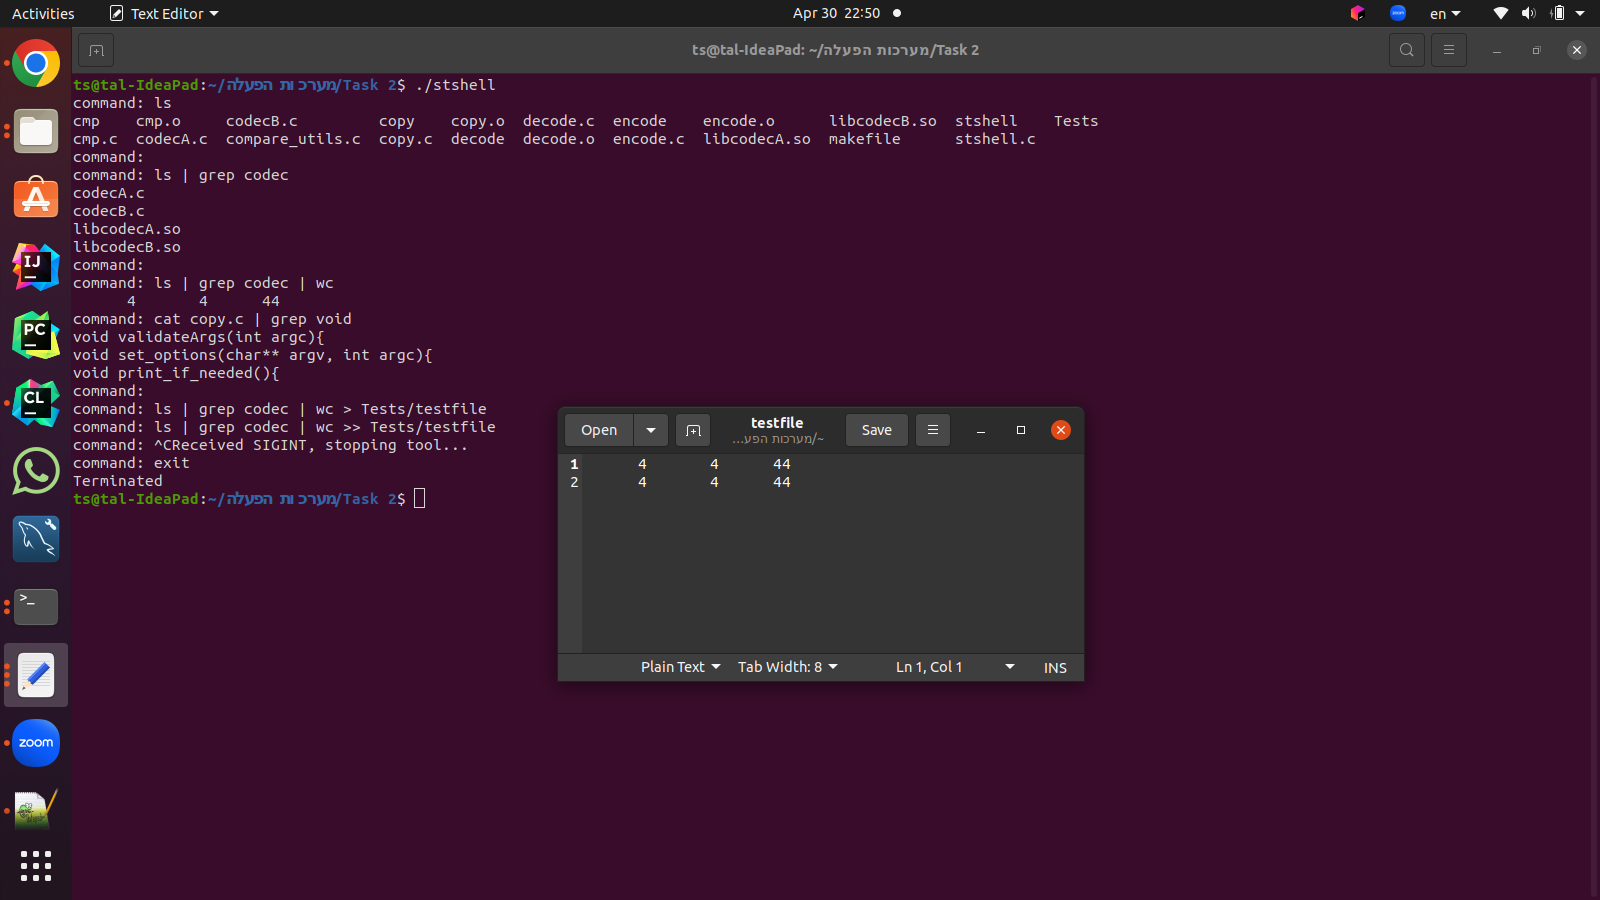 Activities Text Editor Apr 30 22:50 en
ts@tal-IdeaPad: ~/מערכות הפעלה/Task 2
ts@tal-IdeaPad:~/מערכות הפעלה/Task 2$ ./stshell
command: ls
cmp cmp.o codecB.c copy copy.o decode.c encode encode.o libcodecB.so stshell Tests
cmp.c codecA.c compare_utils.c copy.c decode decode.o encode.c libcodecA.so makefile stshell.c
command:
command: ls | grep codec
codecA.c
codecB.c
libcodecA.so
libcodecB.so
command:
command: ls | grep codec | wc
4 4 44
command: cat copy.c | grep void
void validateArgs(int argc){
void set_options(char** argv, int argc){
void print_if_needed(){
command:
command: ls | grep codec | wc > Tests/testfile
command: ls | grep codec | wc >> Tests/testfile
command: ^CReceived SIGINT, stopping tool...
command: exit
Terminated
ts@tal-IdeaPad:~/מערכות הפעלה/Task 2$
Open testfile Save
~/מערכות הפע...
1 4 4 44
2 4 4 44
Plain Text Tab Width: 8 Ln 1, Col 1 INS
IJ
PC
CL
>_
zoom